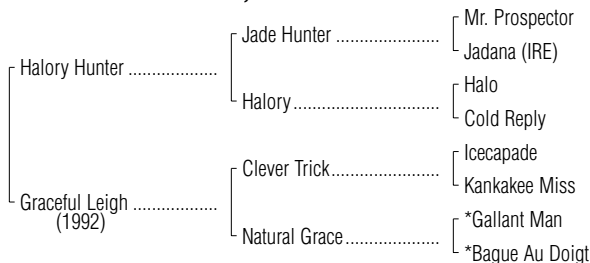 Mr. Prospector
Jade Hunter ....................
Jadana (IRE)
Halory Hunter ..................
Halo
Halory............................
Cold Reply
Icecapade
Clever Trick.....................
Kankakee Miss
Graceful Leigh .................
(1992)
*Gallant Man
Natural Grace..................
*Bague Au Doigt